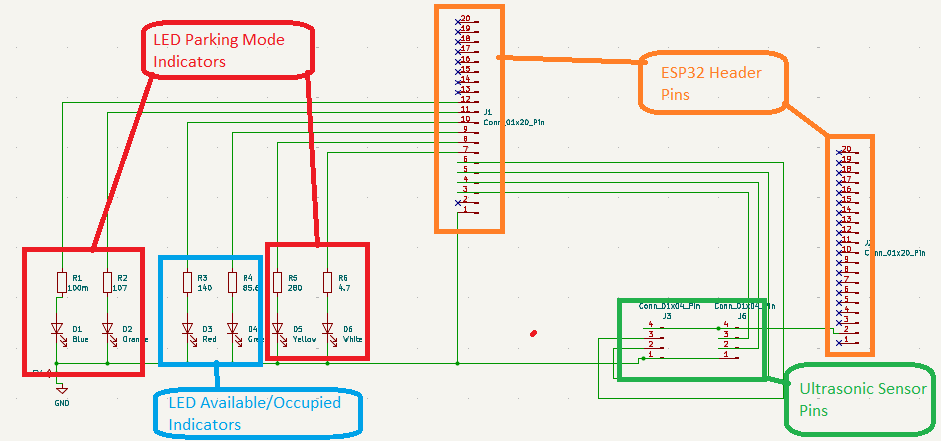 LED Parking Mode
Indicators
20
19
18
17
16
15
14
13
12
11
10
9
8
7
6
5
4
3
2
1
J1
Conn_01x20_Pin
ESP32 Header
Pins
20
19
18
17
16
15
14
13
12
11
10
9
8
7
6
5
4
3
2
1
Conn_01x20_Pin
R1
100m
R2
107
R3
140
R4
85.6
R5
280
R6
4.7
D1
Blue
D2
Orange
D3
Red
D4
D5
Yellow
D6
White
GND
Conn_01x04_Pin
J3
4
3
2
1
Conn_01x04_Pin
J6
4
3
2
1
LED Available/Occupied
Indicators
Ultrasonic Sensor
Pins